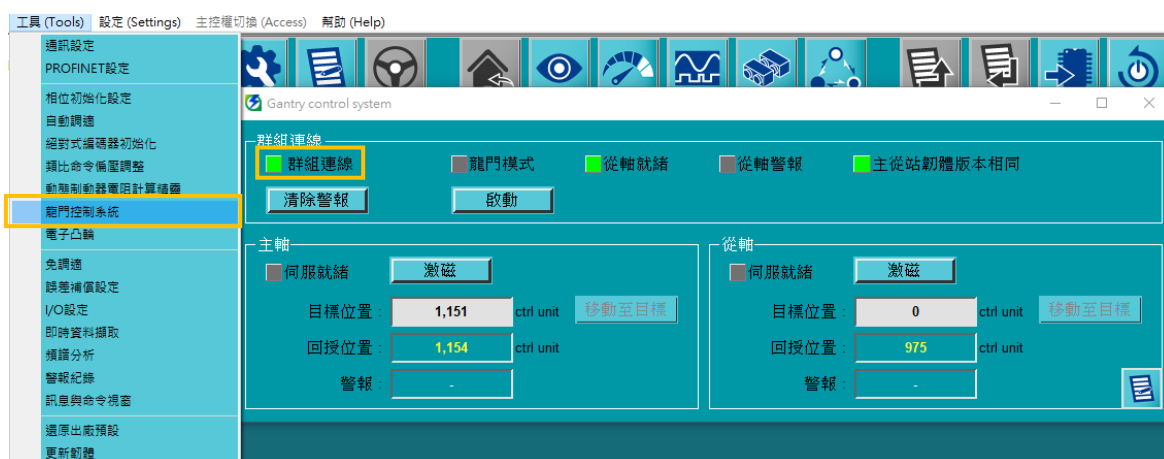 工具 (Tools) 設定 (Settings) 主控權切換 (Access) 幫助 (Help)
通訊設定
PROFINET設定
相位初始化設定
自動調適
絕對式編碼器初始化
類比命令偏壓調整
動態制動器電阻計算精靈
龍門控制系統
電子凸輪
免調適
誤差補償設定
I/O設定
即時資料擷取
頻譜分析
警報紀錄
訊息與命令視窗
還原出廠預設
更新韌體
Gantry control system
群組連線
群組連線 龍門模式 從軸就緒 從軸警報 主從站韌體版本相同
清除警報 啟動
主軸
伺服就緒 激磁
目標位置 : 1,151 ctrl unit 移動至目標
回授位置 : 1,154 ctrl unit
警報 : -
從軸
伺服就緒 激磁
目標位置 : 0 ctrl unit 移動至目標
回授位置 : 975 ctrl unit
警報 : -